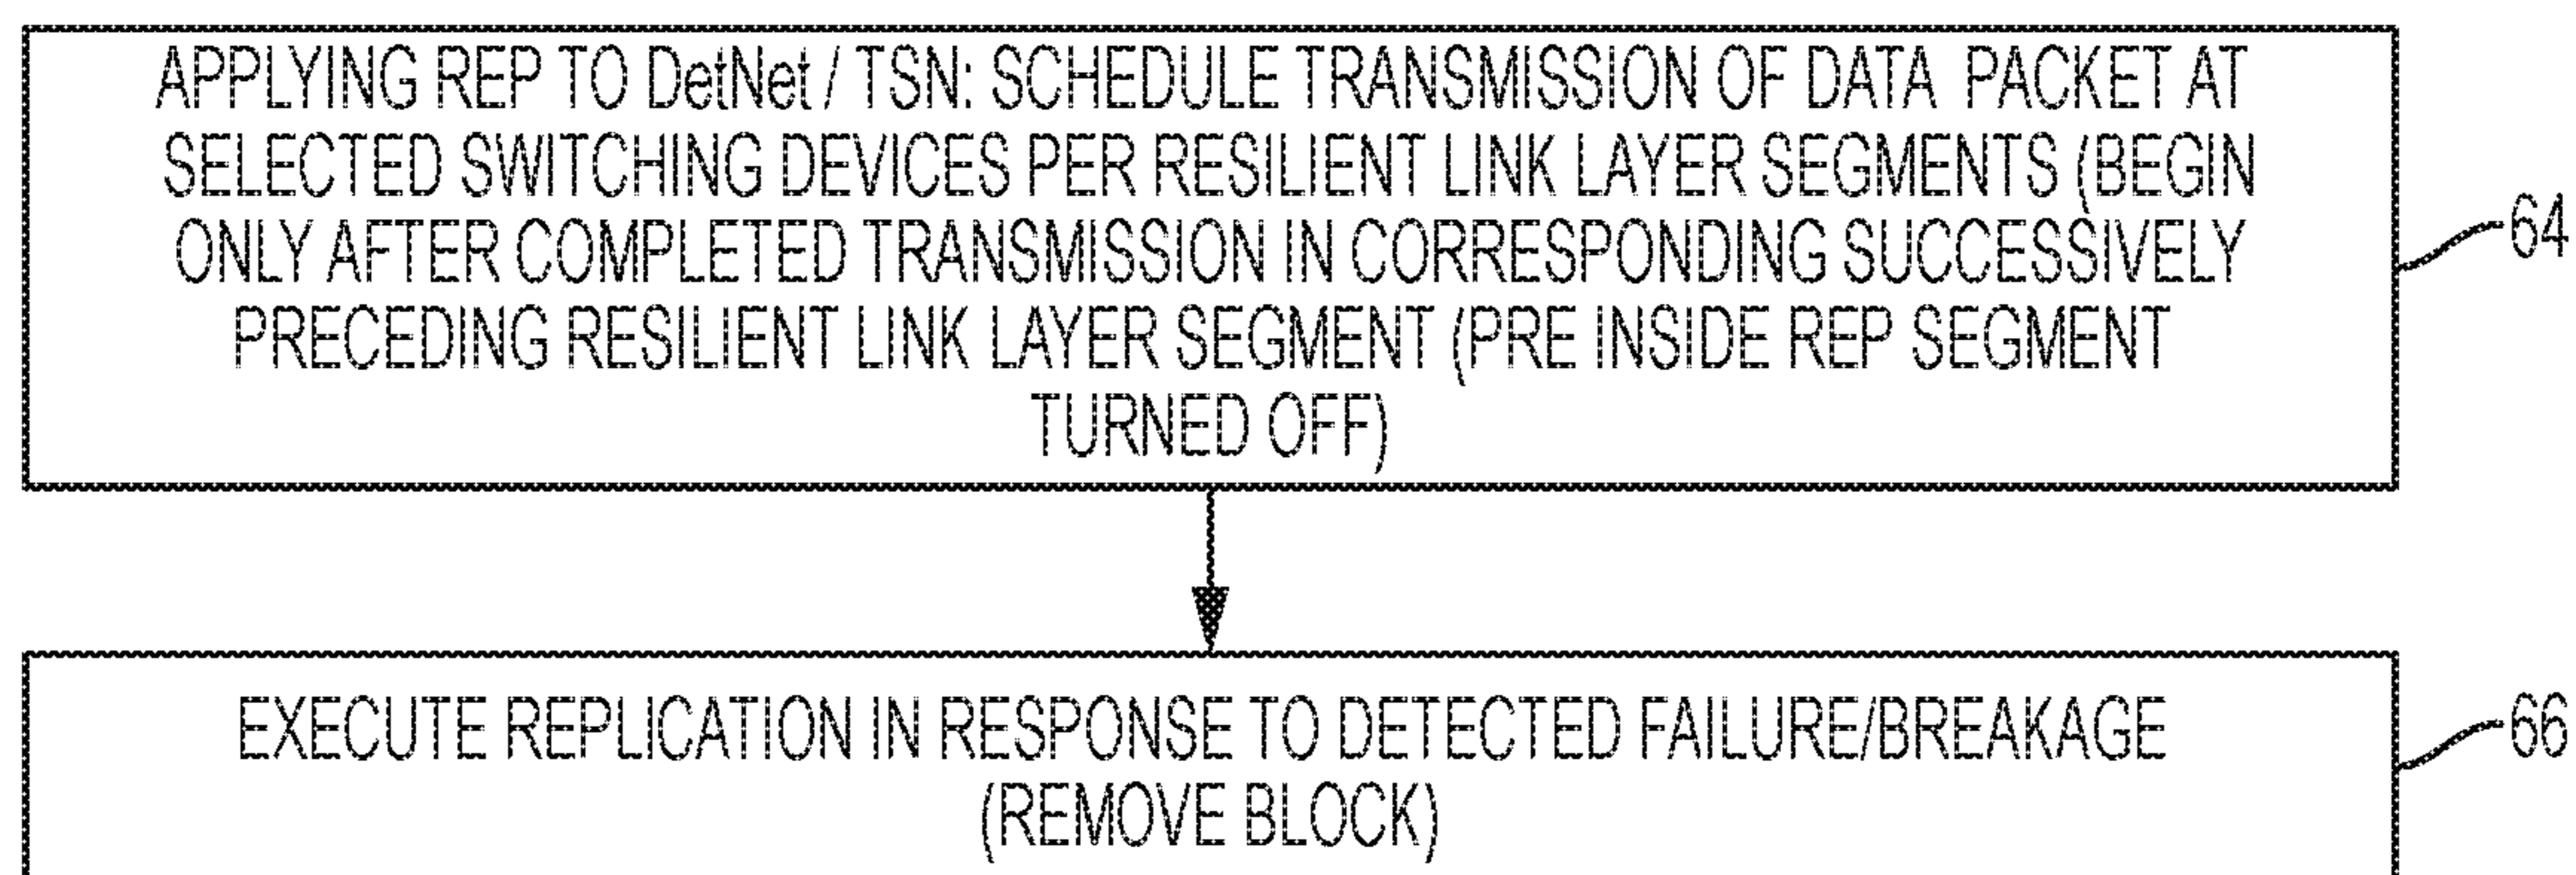 APPLYING REP TO DetNet / TSN: SCHEDULE TRANSMISSION OF DATA PACKET AT
SELECTED SWITCHING DEVICES PER RESILIENT LINK LAYER SEGMENTS (BEGIN
ONLY AFTER COMPLETED TRANSMISSION IN CORRESPONDING SUCCESSIVELY
PRECEDING RESILIENT LINK LAYER SEGMENT (PRE INSIDE REP SEGMENT
TURNED OFF)
64
EXECUTE REPLICATION IN RESPONSE TO DETECTED FAILURE/BREAKAGE
(REMOVE BLOCK)
66